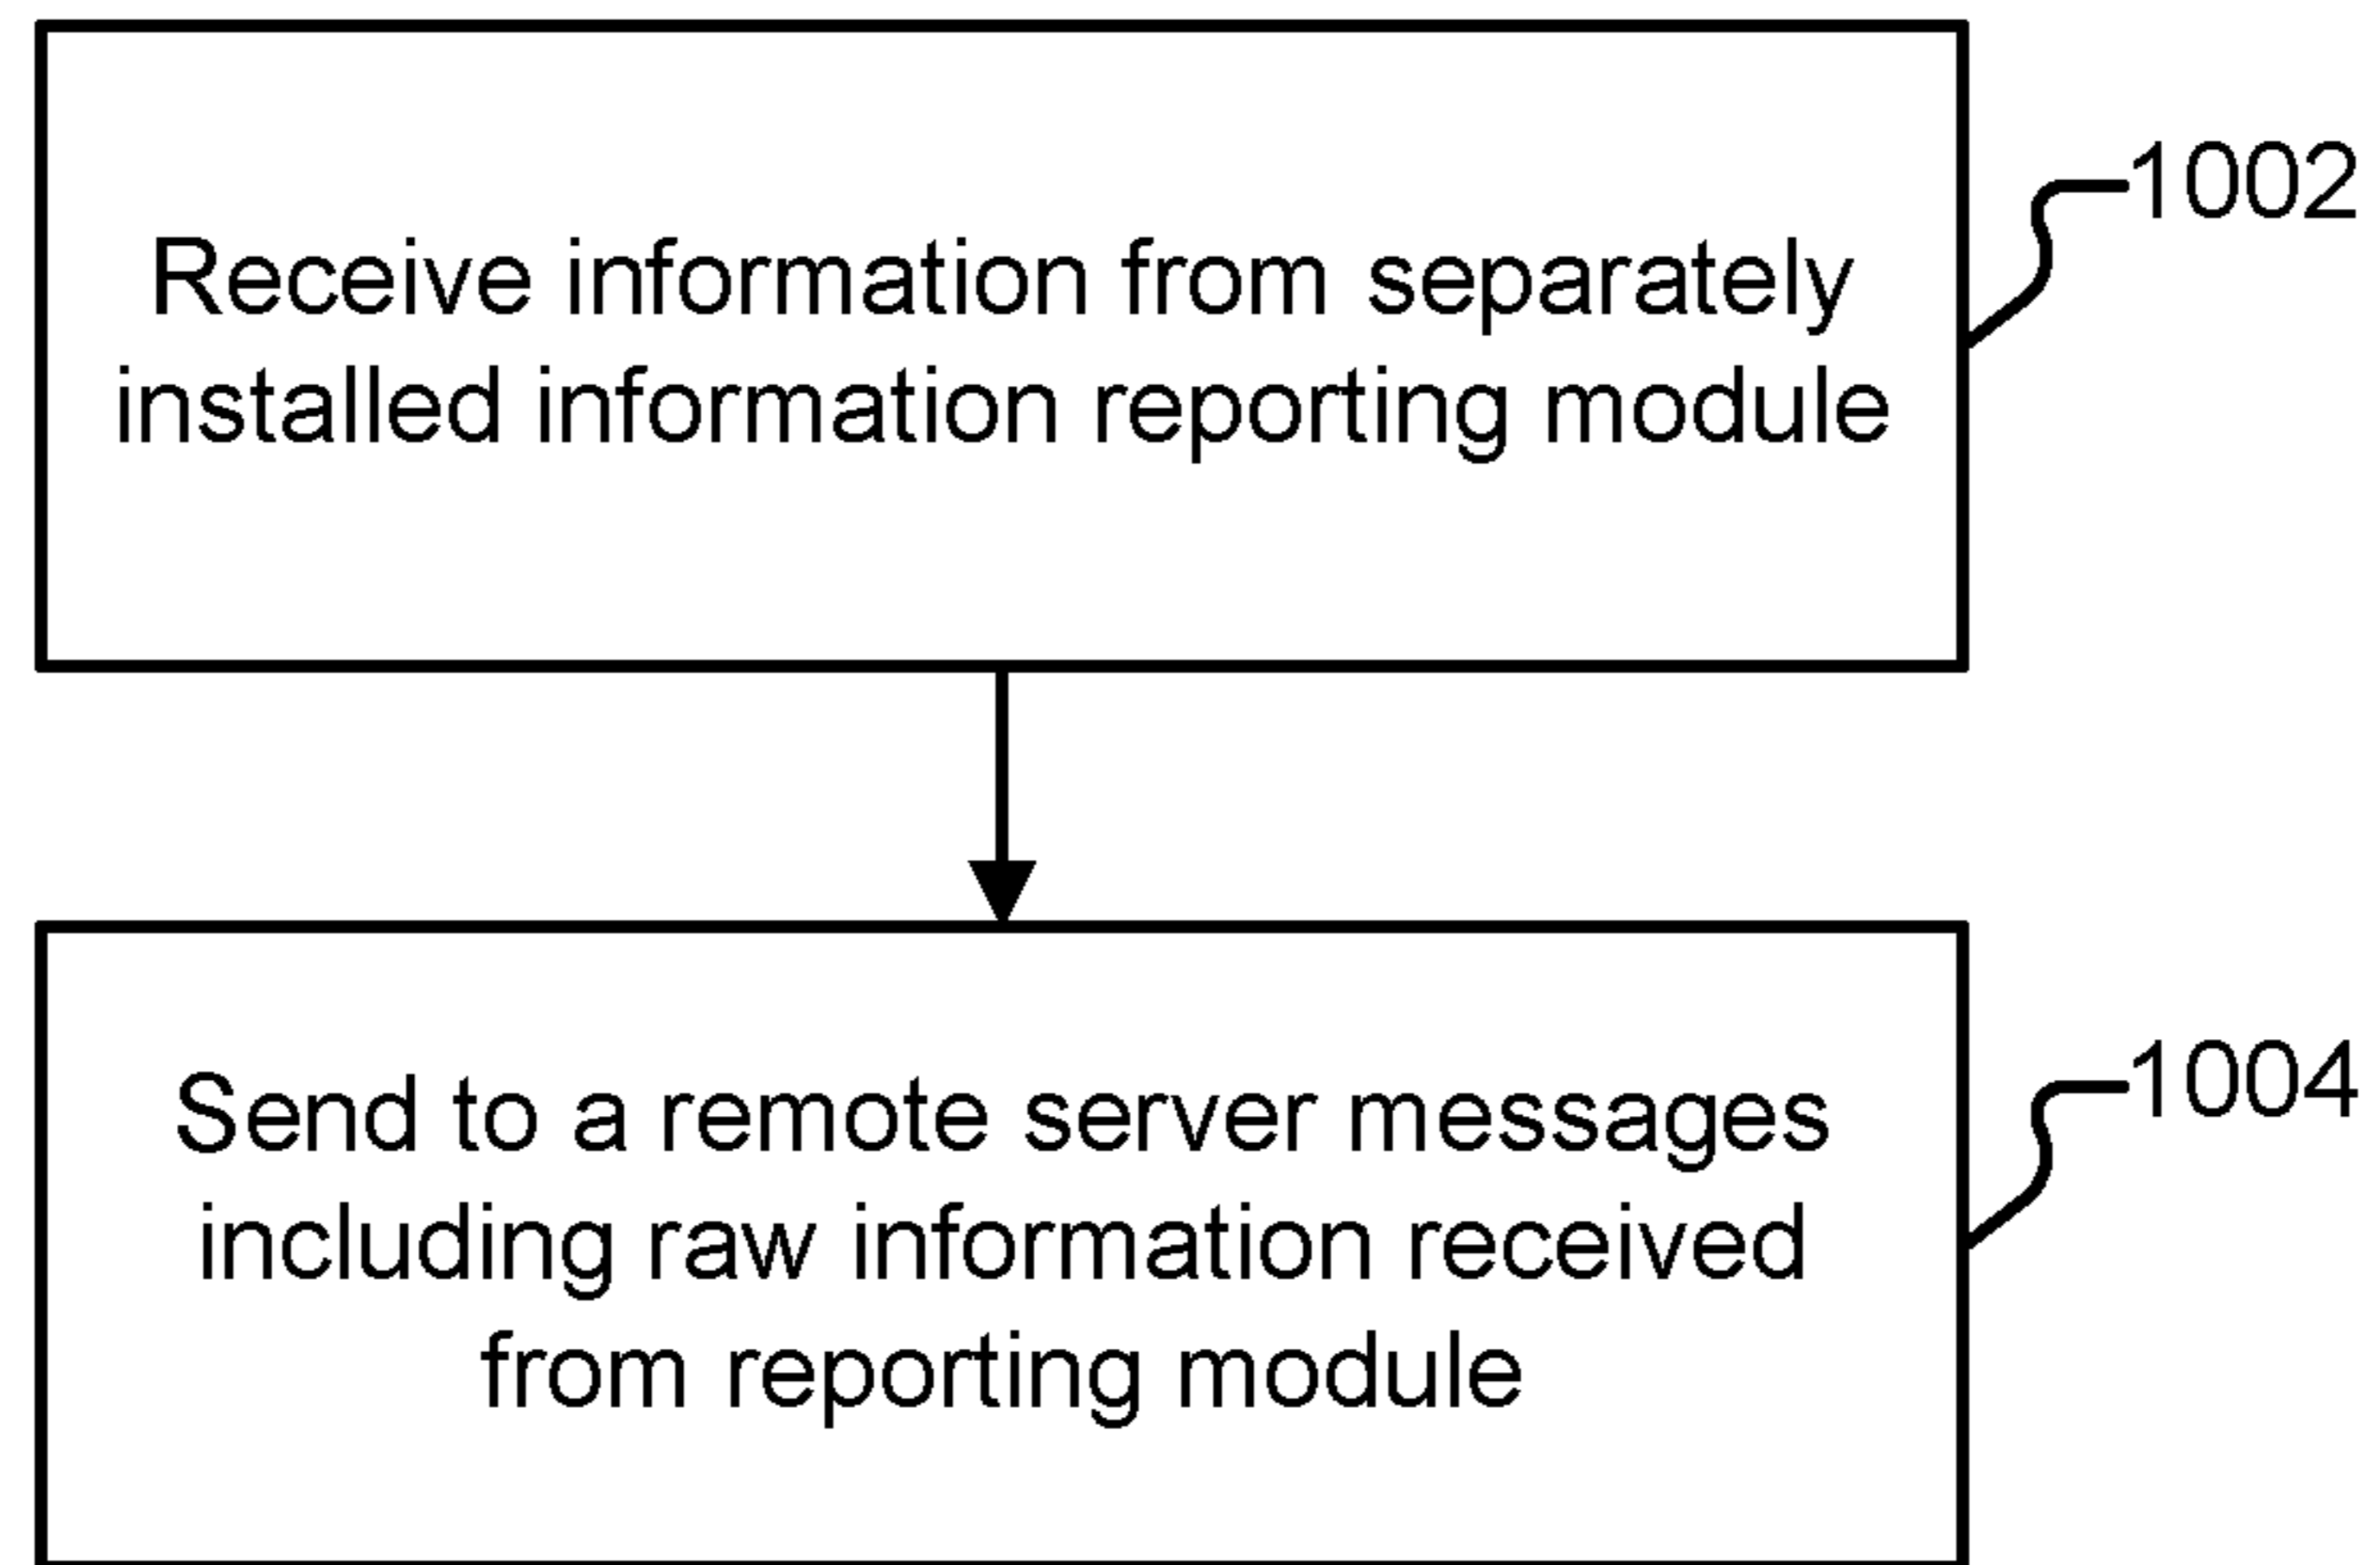 Receive information from separately
installed information reporting module
1002
Send to a remote server messages
including raw information received
from reporting module
1004